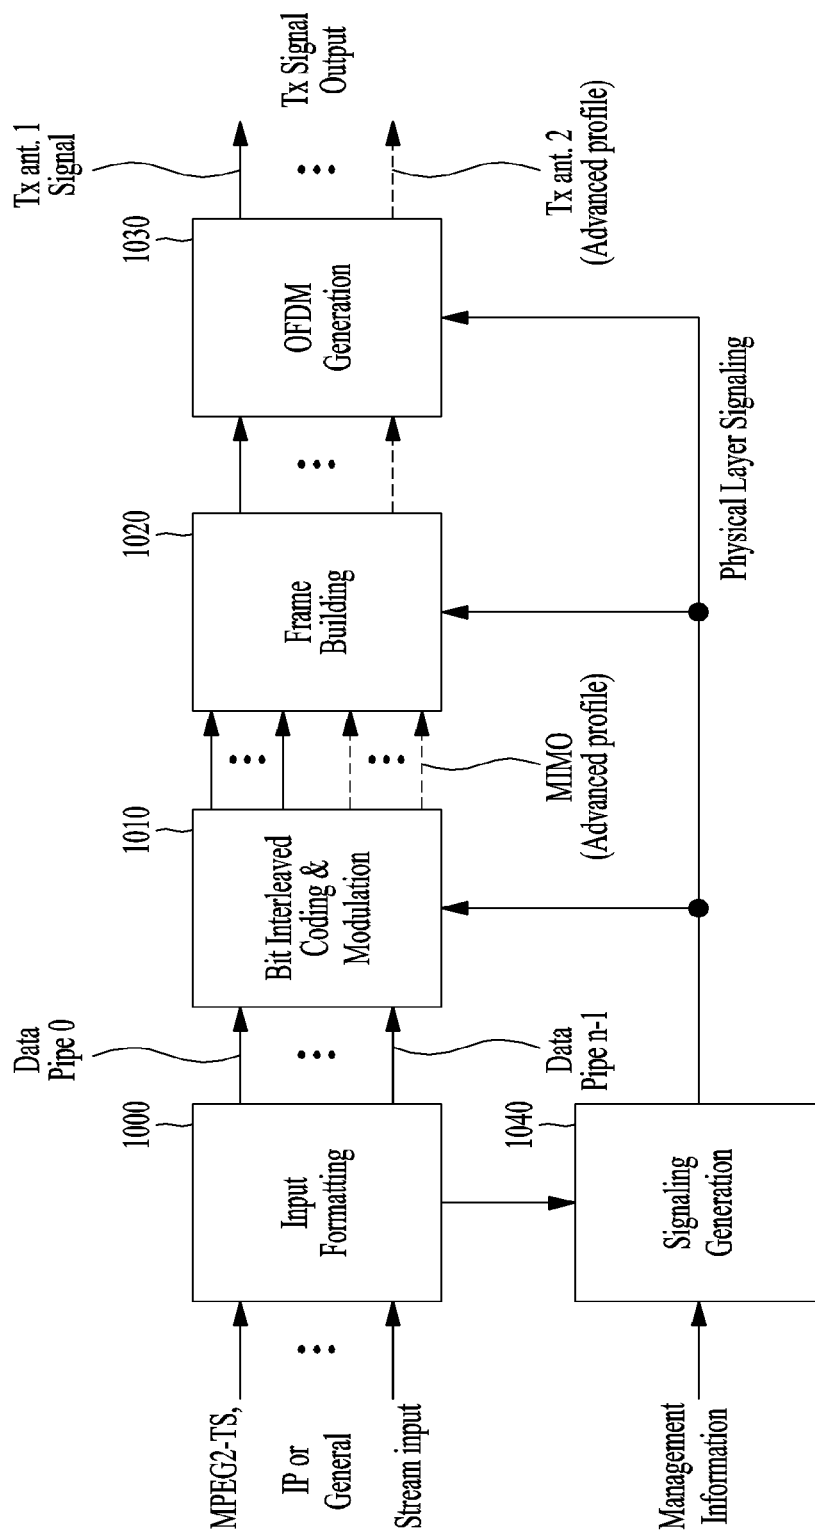 MPEG2-TS,
IP or
General
Stream input
Management
Information
1000
Input
Formatting
1040
Signaling
Generation
Data
Pipe 0
Data
Pipe n-1
1010
Bit Interleaved
Coding &
Modulation
MIMO
(Advanced profile)
1020
Frame
Building
Physical Layer Signaling
1030
OFDM
Generation
Tx ant. 1
Signal
Tx Signal
Output
Tx ant. 2
(Advanced profile)